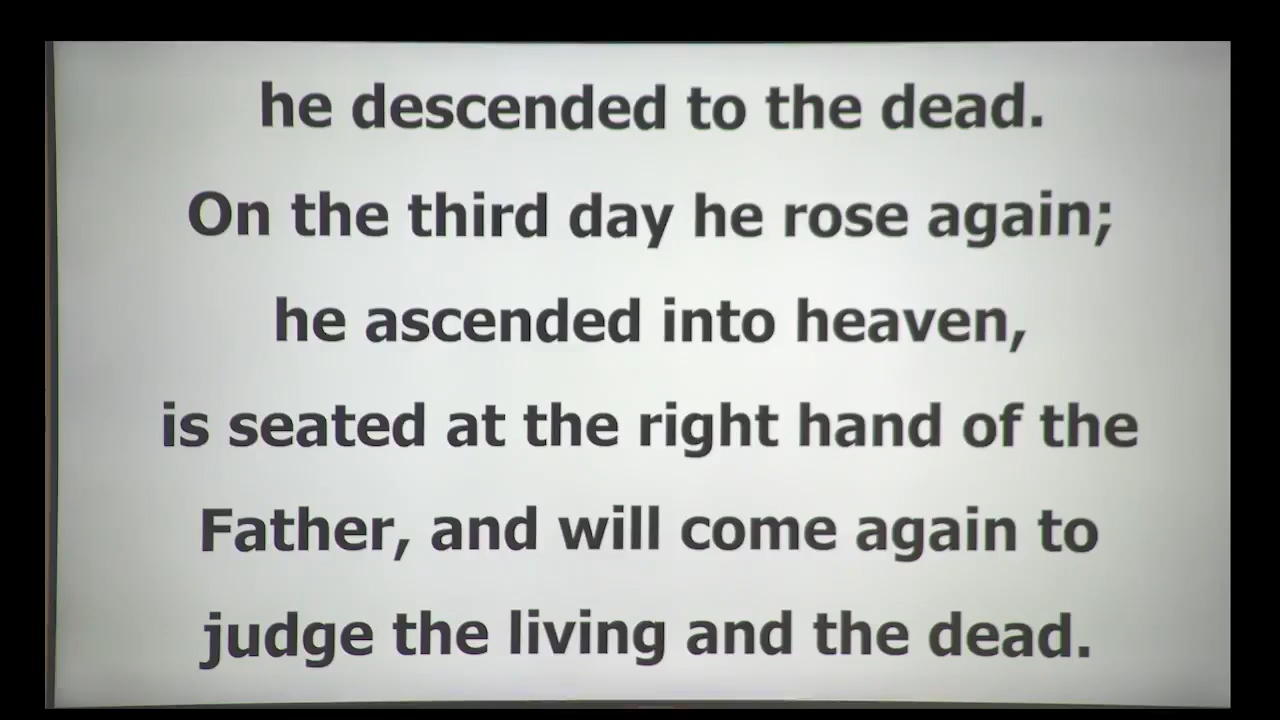 he descended to the dead.
On the third day he rose again;
he ascended into heaven,
is seated at the right hand of the
Father, and will come again to
judge the living and the dead.